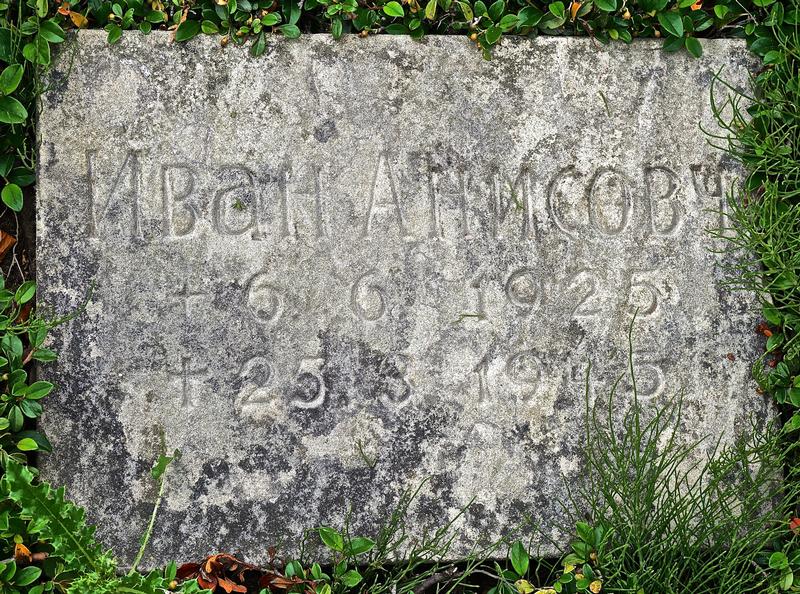 Иван Анисовч
+ 6. 6. 1925
† 25. 3. 1945